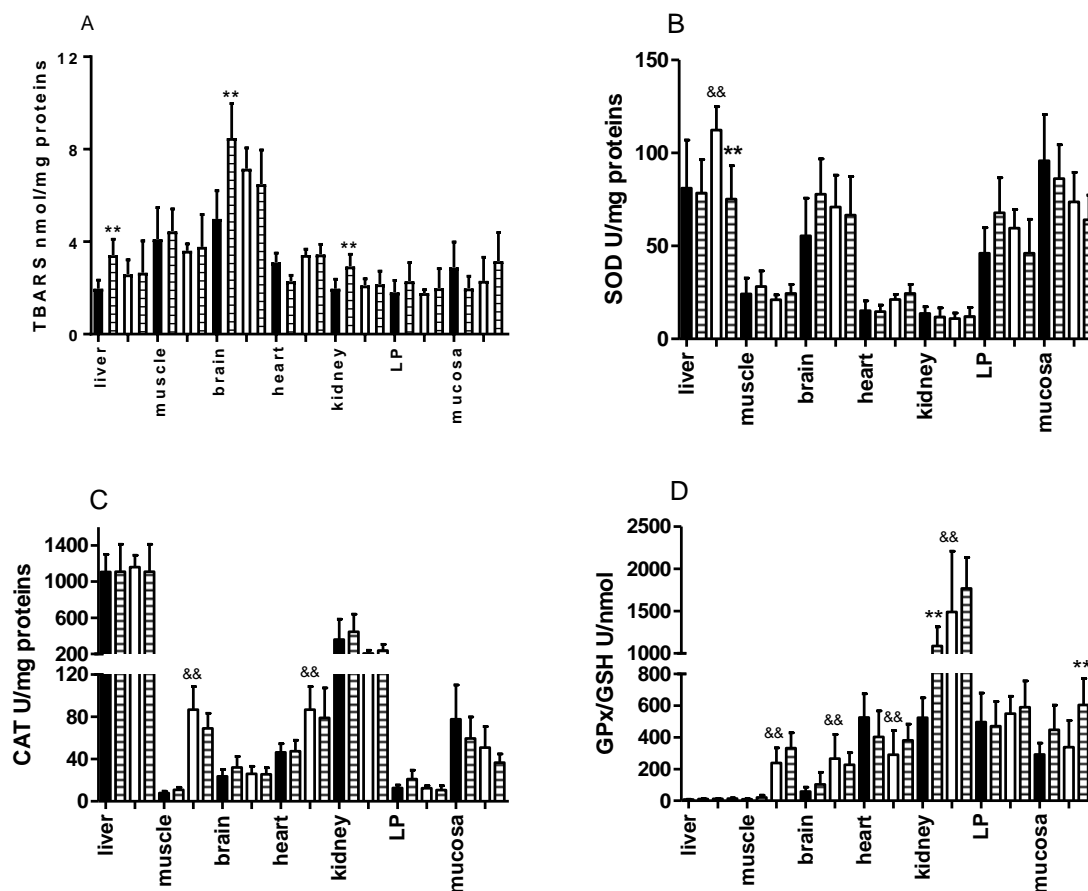 A
TBARS nmol/mg proteins
12
8
4
0
**
**
**
liver
muscle
brain
heart
kidney
LP
mucosa
B
SOD U/mg proteins
150
100
50
0
&&
**
liver
muscle
brain
heart
kidney
LP
mucosa
C
CAT U/mg proteins
1400
1000
600
200
120
80
40
0
&&
&&
liver
muscle
brain
heart
kidney
LP
mucosa
D
GPx/GSH U/nmol
2500
2000
1500
1000
800
600
400
200
0
&&
&&
&&
**
&&
**
liver
muscle
brain
heart
kidney
LP
mucosa